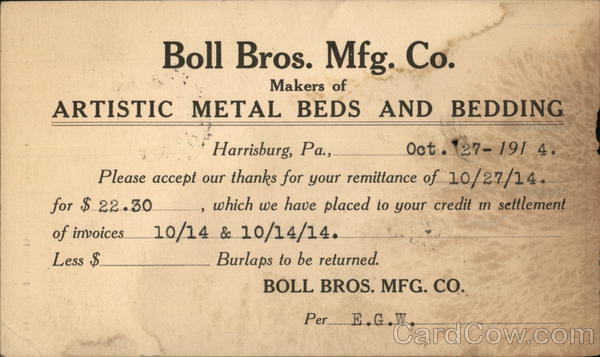 Boll Bros. Mfg. Co.
Makers of
ARTISTIC METAL BEDS AND BEDDING
Harrisburg, Pa., Oct. 27-1914.
Please accept our thanks for your remittance of 10/27/14.
for $ 22.30 , which we have placed to your credit in settlement
of invoices 10/14 & 10/14/14.
Less $ Burlaps to be returned.
BOLL BROS. MFG. CO.
Per E.G.W.
CardCow.com